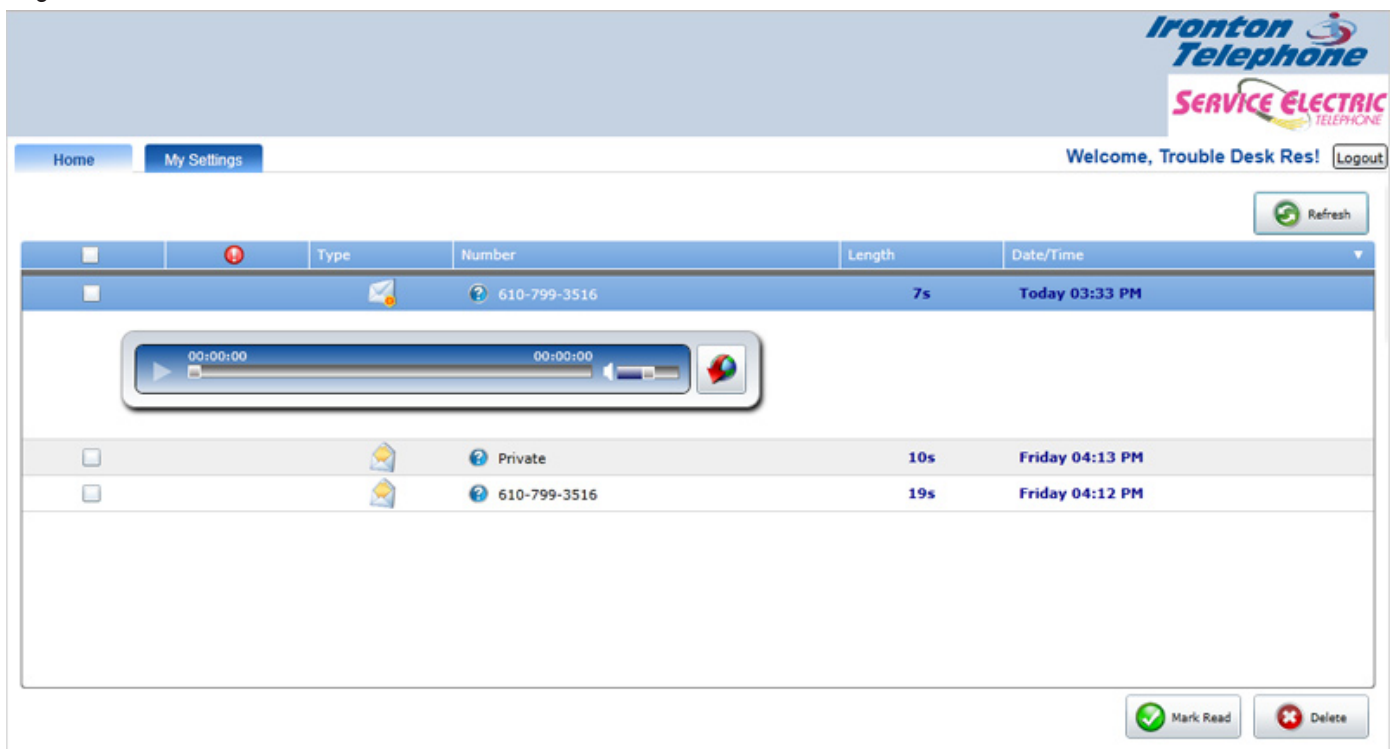 Ironton
Telephone
SERVICE ELECTRIC
TELEPHONE
Home My Settings Welcome, Trouble Desk Res! Logout
Refresh
Type Number Length Date/Time
610-799-3516 7s Today 03:33 PM
00:00:00 00:00:00
Private 10s Friday 04:13 PM
610-799-3516 19s Friday 04:12 PM
Mark Read Delete